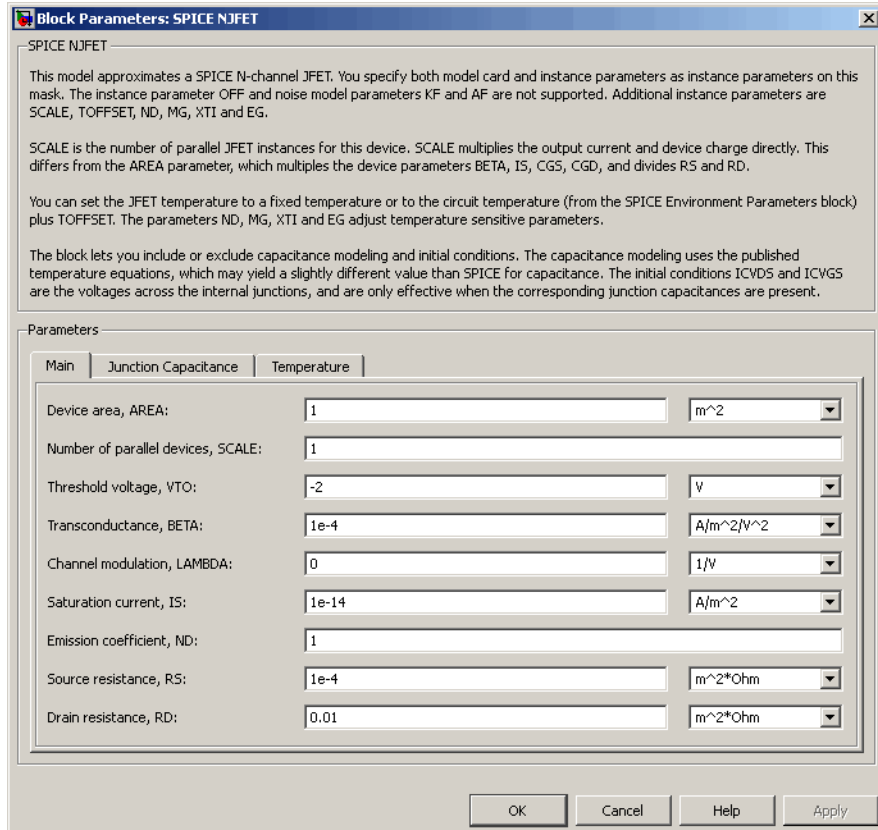 Block Parameters: SPICE NJFET
SPICE NJFET
This model approximates a SPICE N-channel JFET. You specify both model card and instance parameters as instance parameters on this
mask. The instance parameter OFF and noise model parameters KF and AF are not supported. Additional instance parameters are
SCALE, TOFFSET, ND, MG, XTI and EG.
SCALE is the number of parallel JFET instances for this device. SCALE multiplies the output current and device charge directly. This
differs from the AREA parameter, which multiples the device parameters BETA, IS, CGS, CGD, and divides RS and RD.
You can set the JFET temperature to a fixed temperature or to the circuit temperature (from the SPICE Environment Parameters block)
plus TOFFSET. The parameters ND, MG, XTI and EG adjust temperature sensitive parameters.
The block lets you include or exclude capacitance modeling and initial conditions. The capacitance modeling uses the published
temperature equations, which may yield a slightly different value than SPICE for capacitance. The initial conditions ICVDS and ICVGS
are the voltages across the internal junctions, and are only effective when the corresponding junction capacitances are present.
Parameters
Main Junction Capacitance Temperature
Device area, AREA: 1 m^2
Number of parallel devices, SCALE: 1
Threshold voltage, VTO: -2 V
Transconductance, BETA: 1e-4 A/m^2/V^2
Channel modulation, LAMBDA: 0 1/V
Saturation current, IS: 1e-14 A/m^2
Emission coefficient, ND: 1
Source resistance, RS: 1e-4 m^2*Ohm
Drain resistance, RD: 0.01 m^2*Ohm
OK Cancel Help Apply